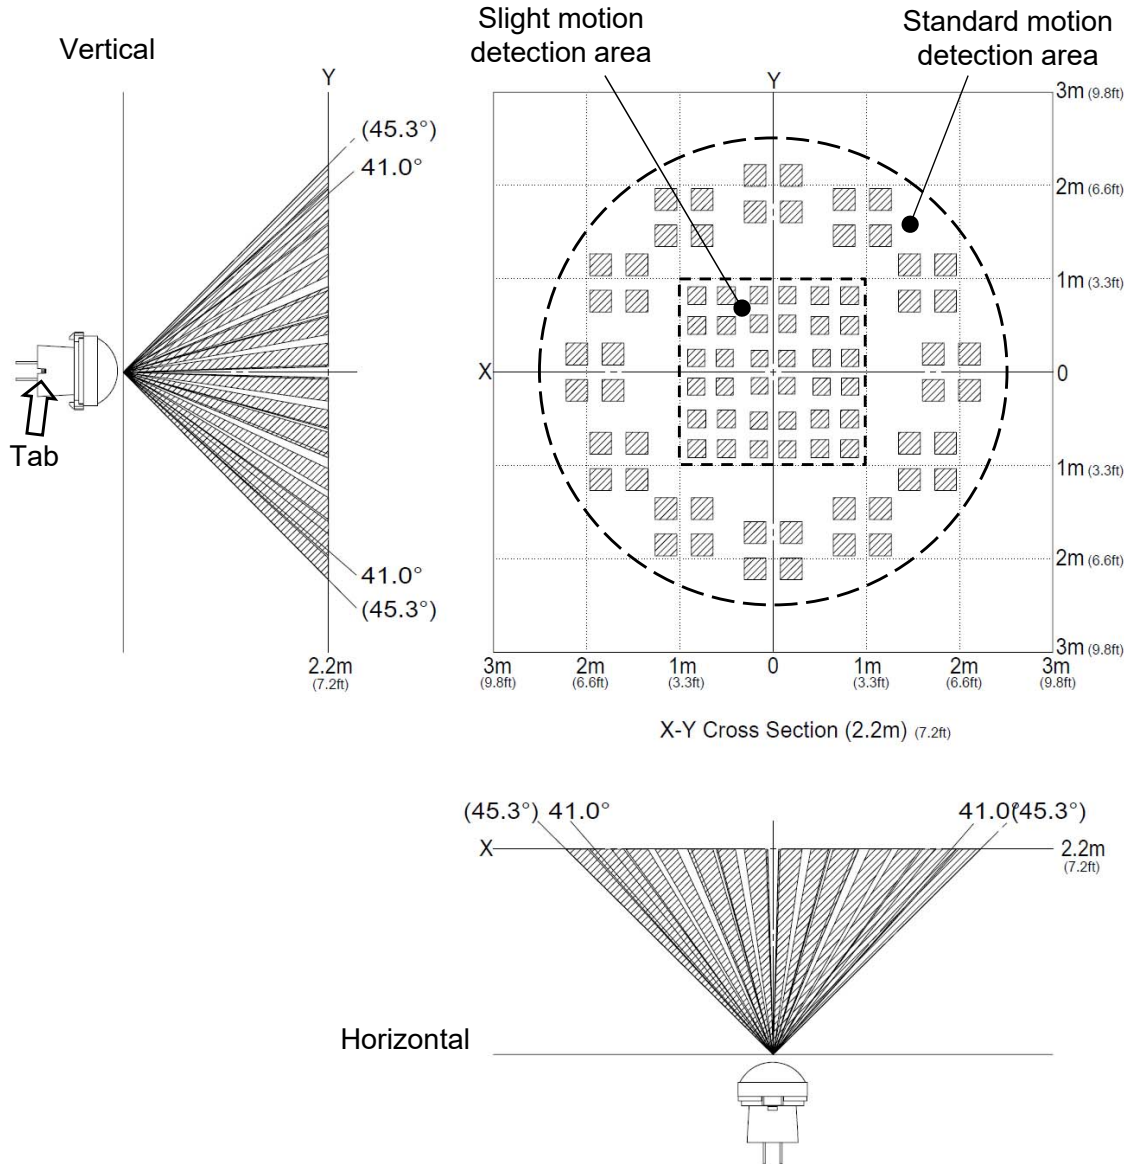 Slight motion
detection area
Standard motion
detection area
Vertical
Y
(45.3°)
41.0°
Tab
41.0°
(45.3°)
2.2m
(7.2ft)
Y
3m (9.8ft)
2m (6.6ft)
1m (3.3ft)
X
0
1m (3.3ft)
2m (6.6ft)
3m (9.8ft)
3m 2m 1m 0 1m 2m 3m
(9.8ft) (6.6ft) (3.3ft) (3.3ft) (6.6ft) (9.8ft)
X-Y Cross Section (2.2m) (7.2ft)
(45.3°) 41.0° 41.0° (45.3°)
X
2.2m
(7.2ft)
Horizontal